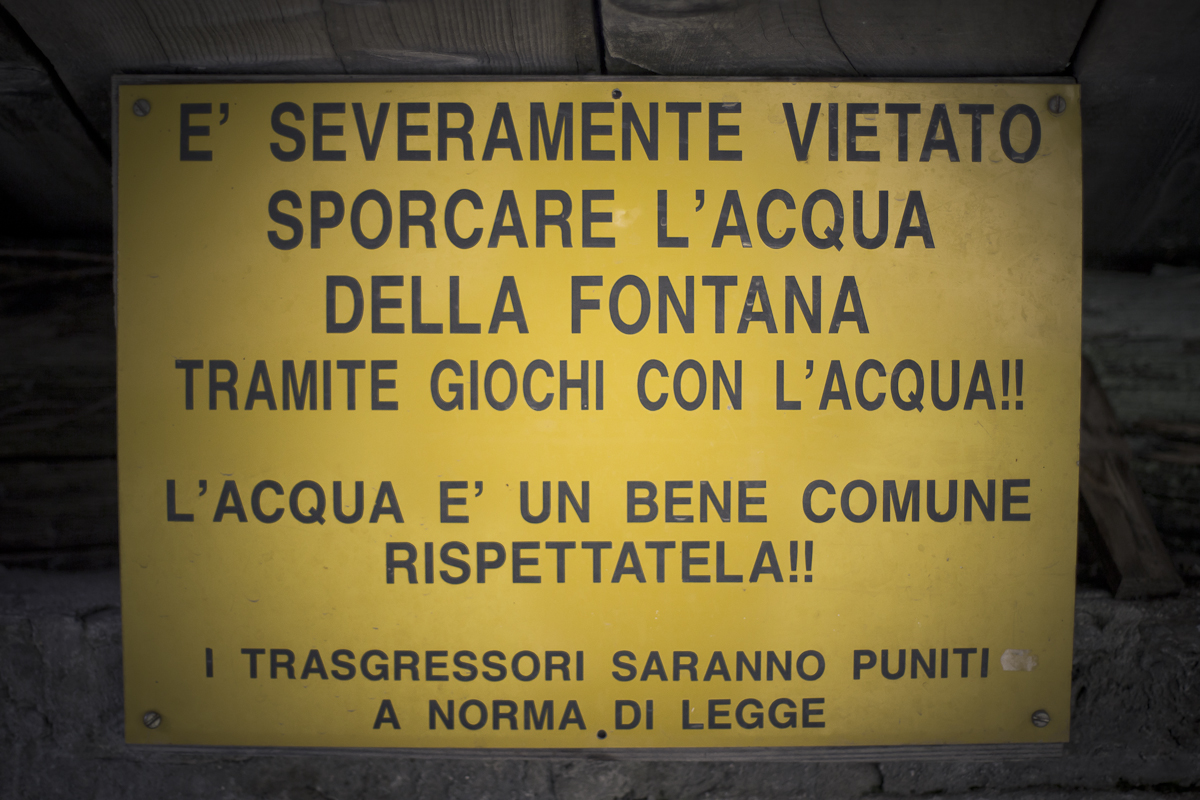 E' SEVERAMENTE VIETATO
SPORCARE L'ACQUA
DELLA FONTANA
TRAMITE GIOCHI CON L'ACQUA!!
L'ACQUA E' UN BENE COMUNE
RISPETTATELA!!
I TRASGRESSORI SARANNO PUNITI
A NORMA DI LEGGE